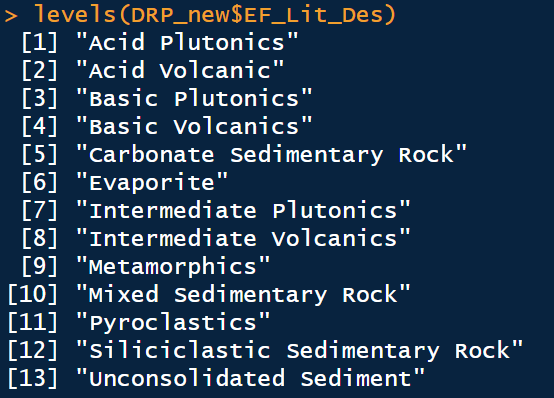 > levels(DRP_new$EF_Lit_Des)
[1] "Acid Plutonics"
[2] "Acid Volcanic"
[3] "Basic Plutonics"
[4] "Basic Volcanics"
[5] "Carbonate Sedimentary Rock"
[6] "Evaporite"
[7] "Intermediate Plutonics"
[8] "Intermediate Volcanics"
[9] "Metamorphics"
[10] "Mixed Sedimentary Rock"
[11] "Pyroclastics"
[12] "Siliciclastic Sedimentary Rock"
[13] "Unconsolidated Sediment"